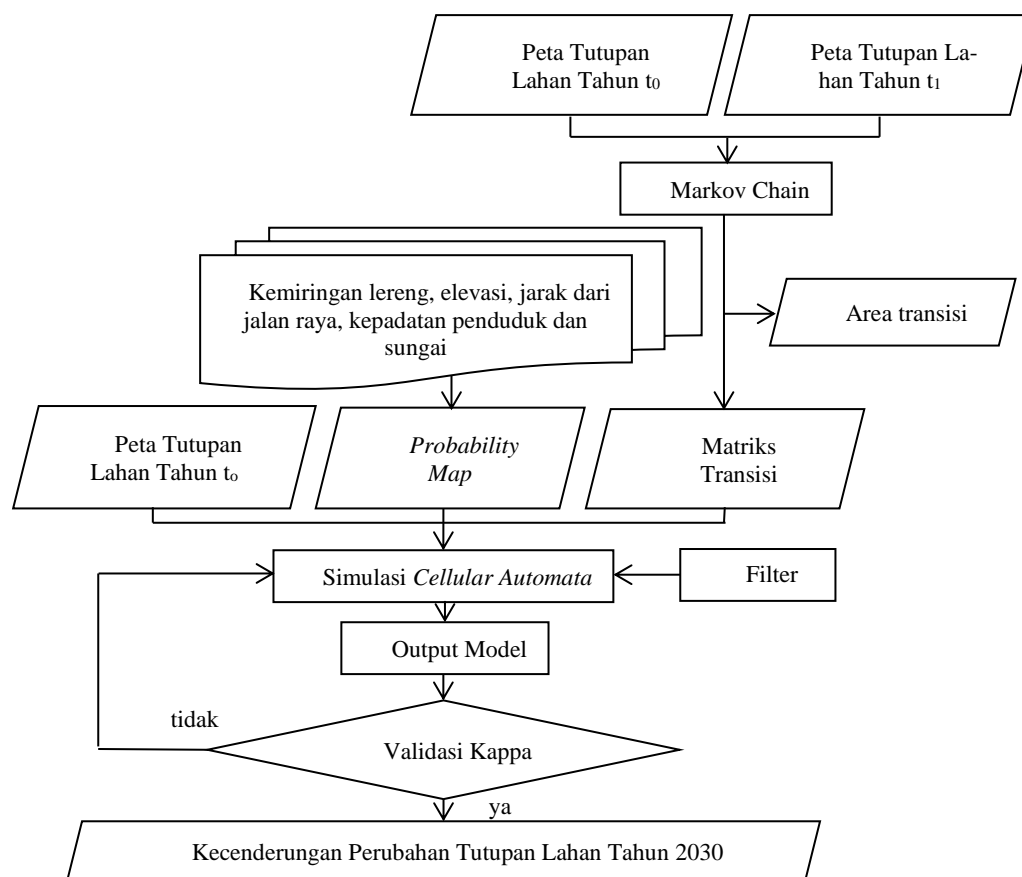 Peta Tutupan
Lahan Tahun t₀
Peta Tutupan La-
han Tahun t₁
Markov Chain
Kemiringan lereng, elevasi, jarak dari
jalan raya, kepadatan penduduk dan
sungai
Area transisi
Peta Tutupan
Lahan Tahun tₒ
Probability
Map
Matriks
Transisi
Simulasi Cellular Automata
Filter
Output Model
tidak
Validasi Kappa
ya
Kecenderungan Perubahan Tutupan Lahan Tahun 2030